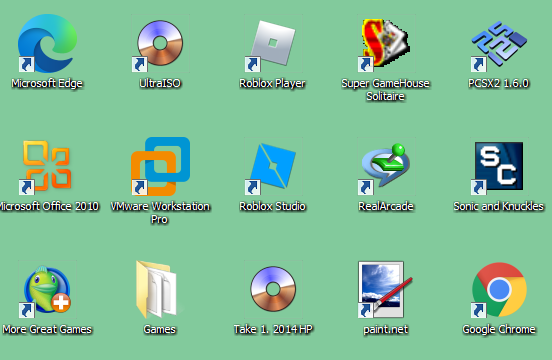 Microsoft Edge
UltraISO
Roblox Player
Super GameHouse
Solitaire
PCSX2 1.6.0
Microsoft Office 2010
VMware Workstation
Pro
Roblox Studio
RealArcade
S
C
Sonic and Knuckles
More Great Games
Games
Take 1. 2014 HP
paint.net
Google Chrome